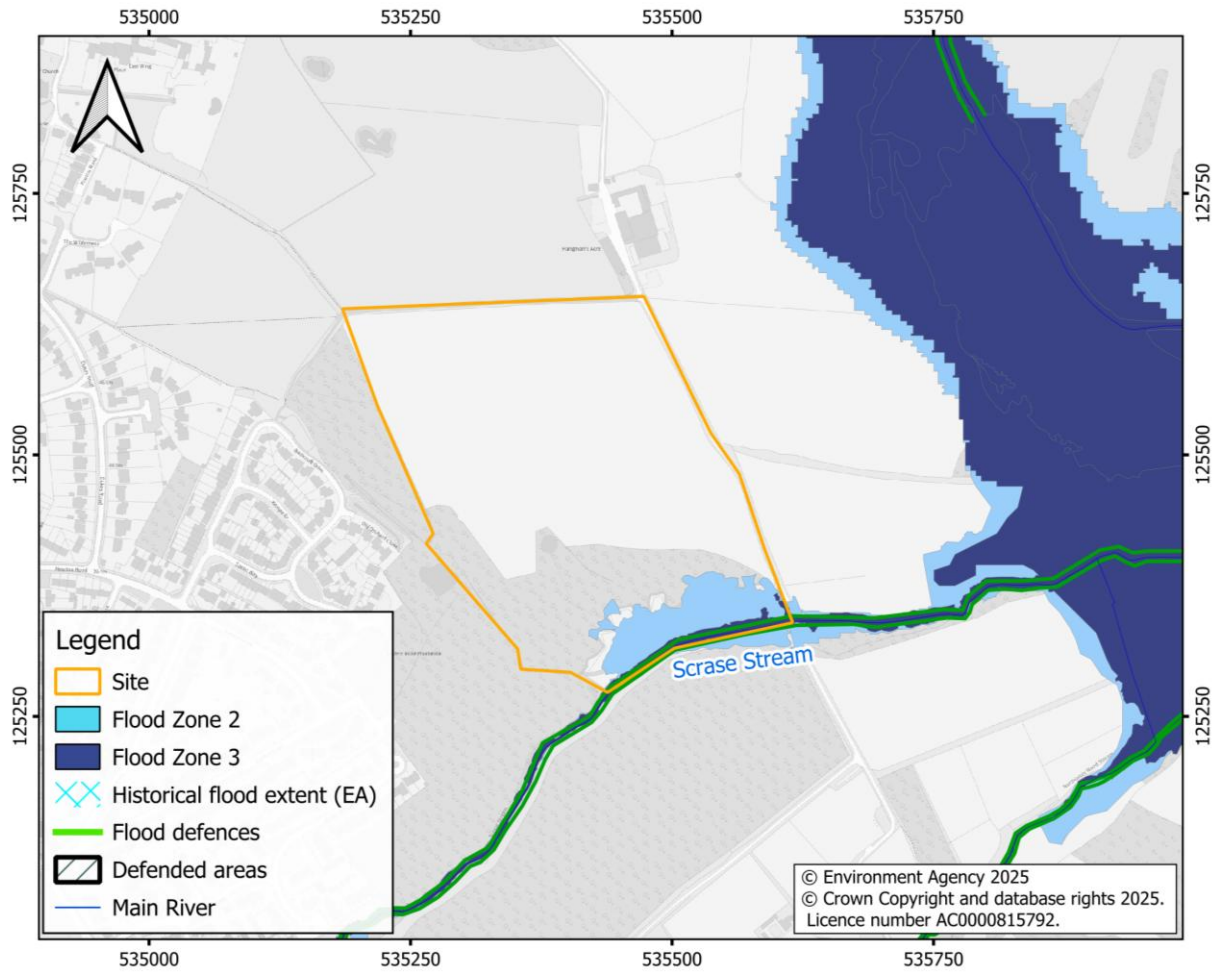 535000 535250 535500 535750
125750
125750
125500
125500
125250
125250
Scrase Stream
Legend
Site
Flood Zone 2
Flood Zone 3
Historical flood extent (EA)
Flood defences
Defended areas
Main River
© Environment Agency 2025
© Crown Copyright and database rights 2025.
Licence number AC0000815792.
535000 535250 535500 535750